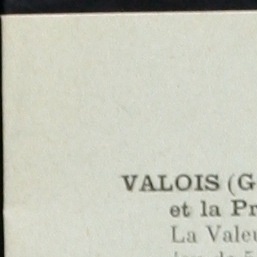 VALOIS (G
et la Pr
La Valeu